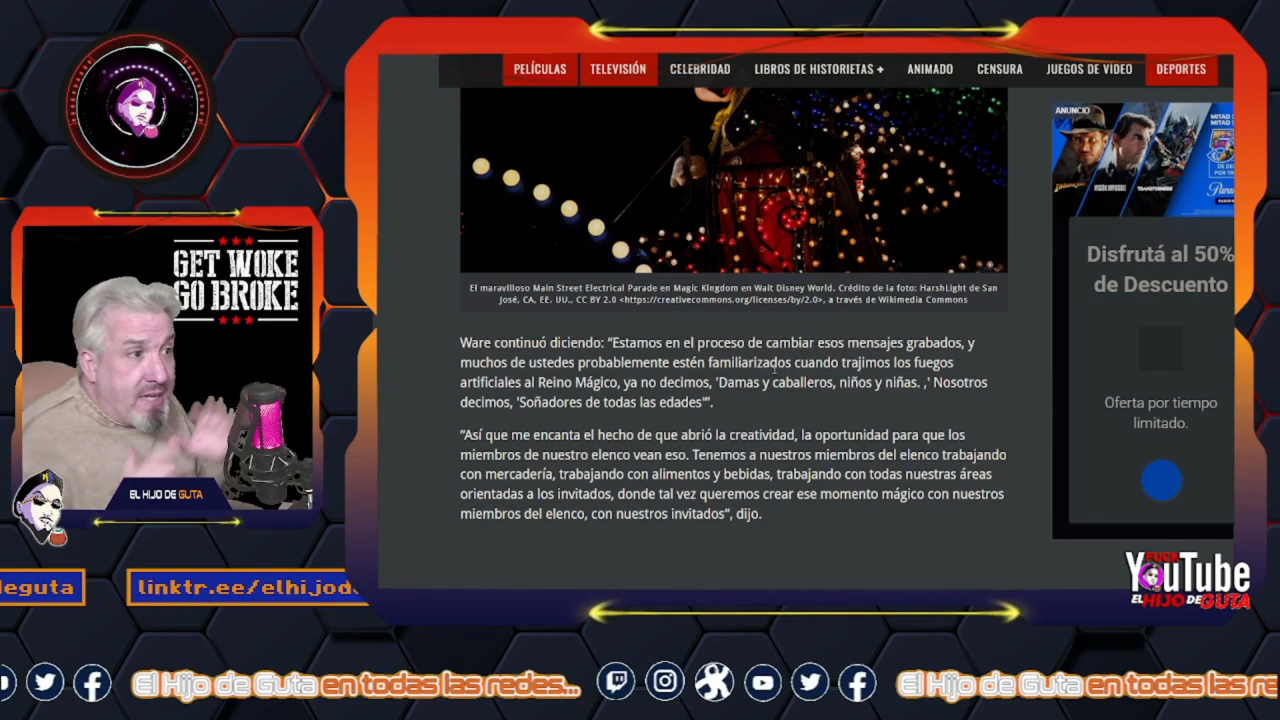 PELÍCULAS TELEVISIÓN CELEBRIDAD LIBROS DE HISTORIETAS + ANIMADO CENSURA JUEGOS DE VIDEO DEPORTES
ANUNCIO
MITAD
MITAD
TRANSFORMERS
Disfrutá al 50%
de Descuento
Oferta por tiempo
limitado.
El maravilloso Main Street Electrical Parade en Magic Kingdom en Walt Disney World. Crédito de la foto: HarshLight de San
José, CA, EE. UU., CC BY 2.0 <https://creativecommons.org/licenses/by/2.0>, a través de Wikimedia Commons
Ware continuó diciendo: “Estamos en el proceso de cambiar esos mensajes grabados, y
muchos de ustedes probablemente estén familiarizados cuando trajimos los fuegos
artificiales al Reino Mágico, ya no decimos, 'Damas y caballeros, niños y niñas. ,' Nosotros
decimos, 'Soñadores de todas las edades'”.
“Así que me encanta el hecho de que abrió la creatividad, la oportunidad para que los
miembros de nuestro elenco vean eso. Tenemos a nuestros miembros del elenco trabajando
con mercadería, trabajando con alimentos y bebidas, trabajando con todas nuestras áreas
orientadas a los invitados, donde tal vez queremos crear ese momento mágico con nuestros
miembros del elenco, con nuestros invitados”, dijo.
GET WOKE
GO BROKE
EL HIJO DE GUTA
FUCK
YouTube
EL HIJO DE GUTA
deguta
linktr.ee/elhijod
El Hijo de Guta en todas las redes...
El Hijo de Guta en todas las re